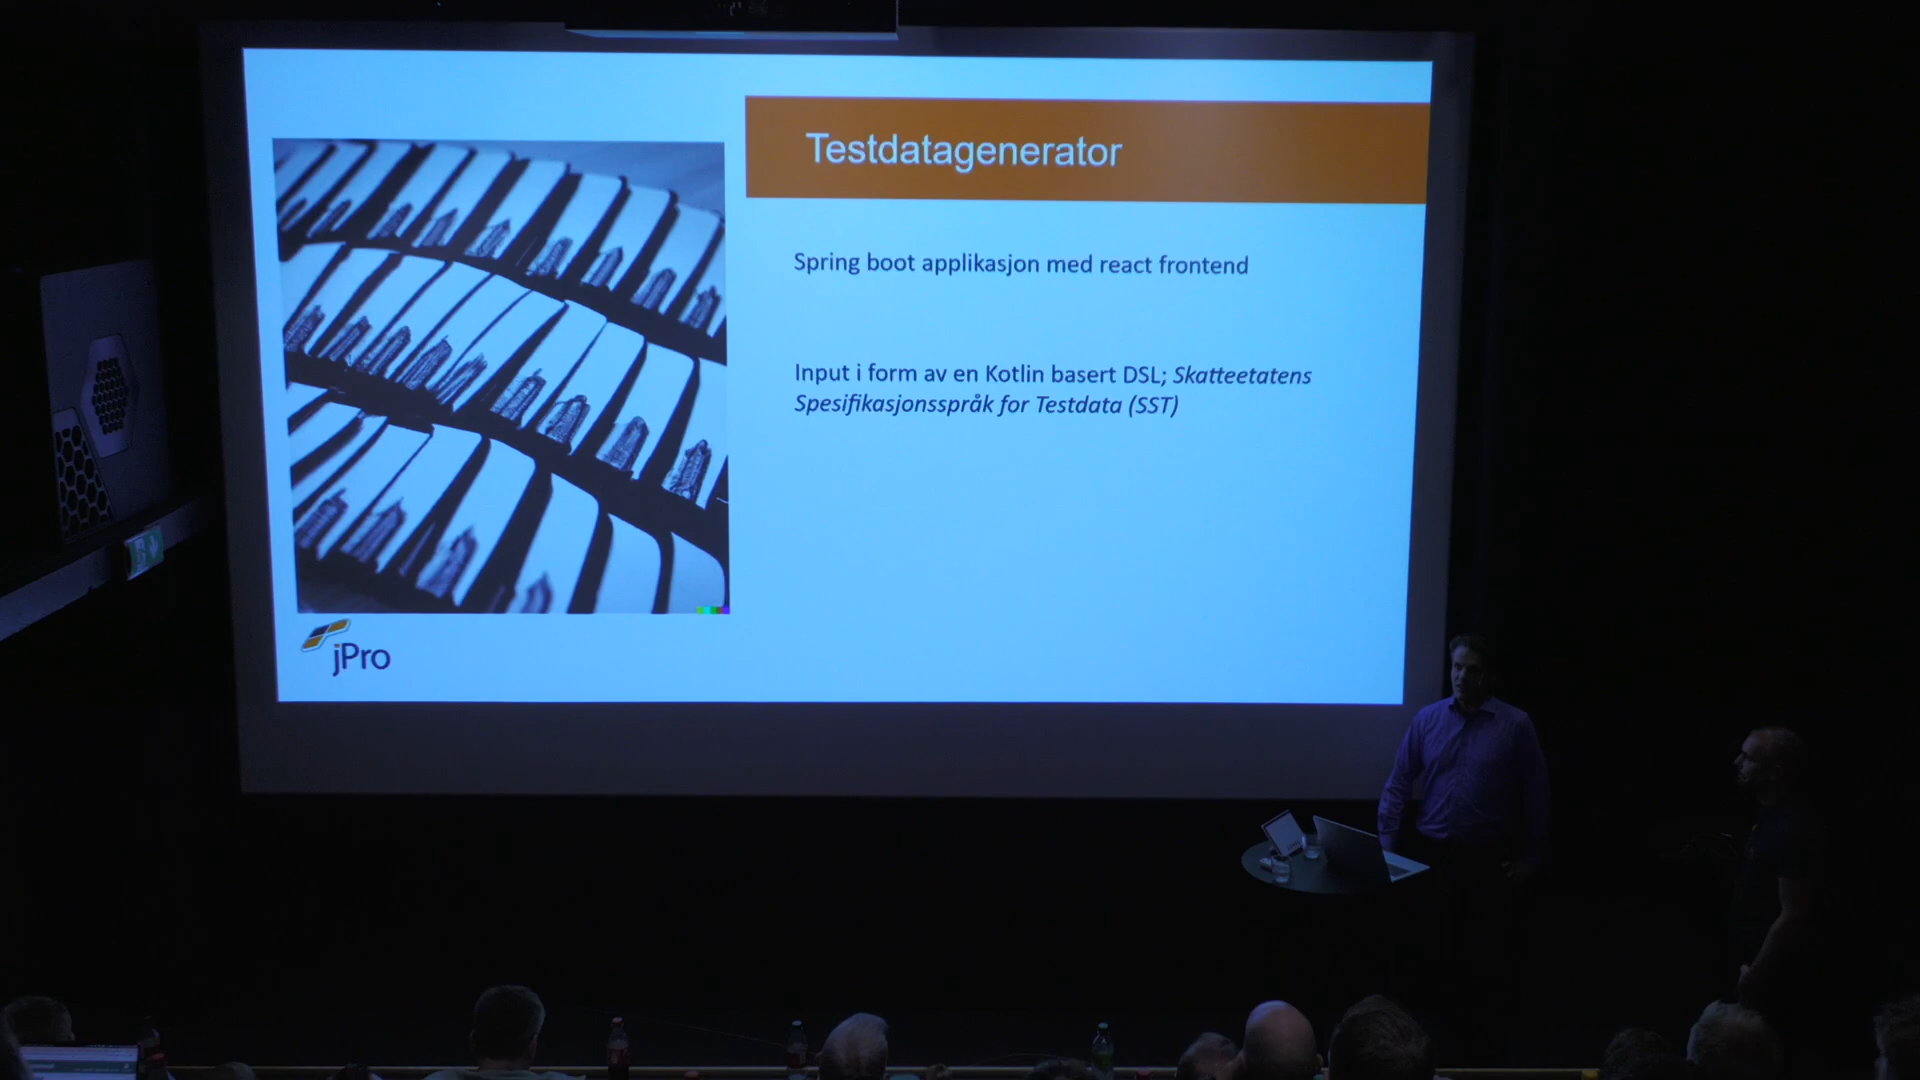 Testdatagenerator
Spring boot applikasjon med react frontend
Input i form av en Kotlin basert DSL; Skatteetatens
Spesifikasjonsspråk for Testdata (SST)
jPro